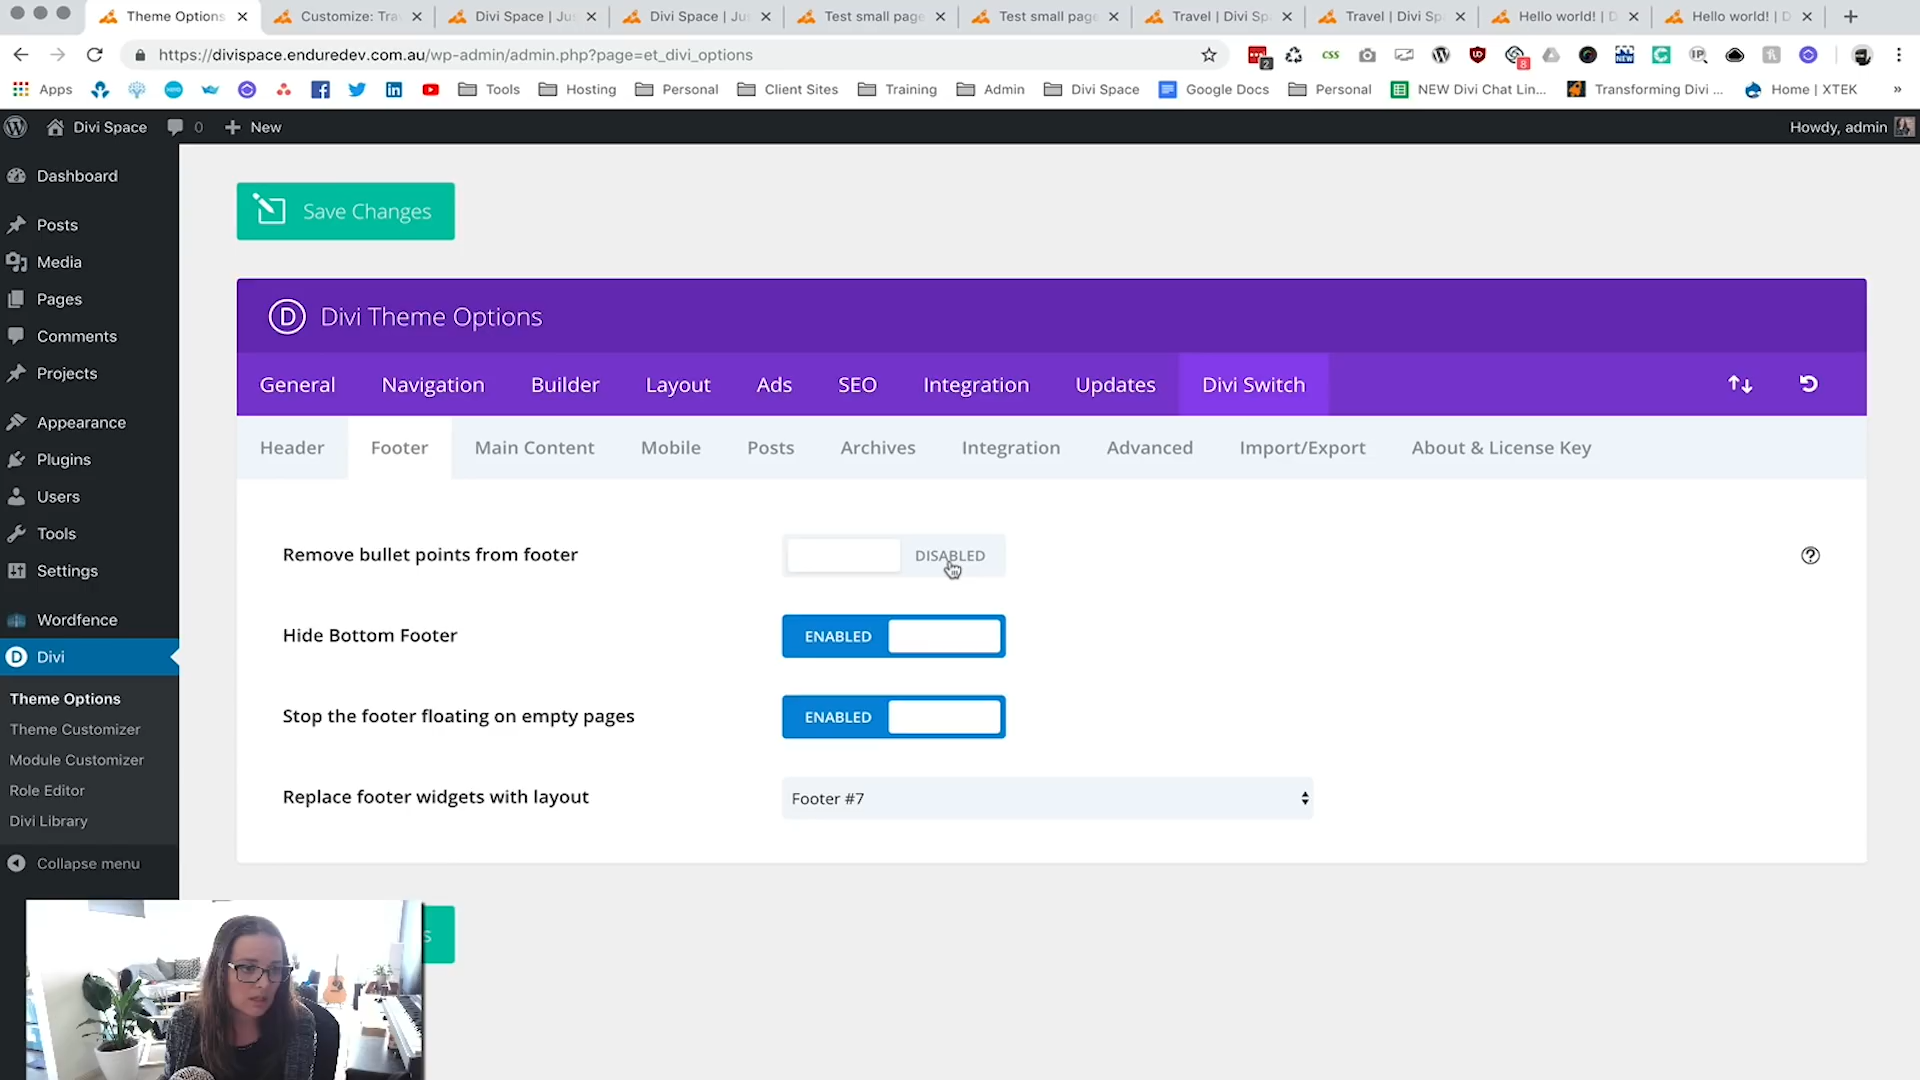 Theme Options
Customize: Tra
Divi Space | Ju
Divi Space | Ju
Test small page
Test small page
Travel | Divi Sp
Travel | Divi Sp
Hello world! | D
Hello world! | D
https://divispace.enduredev.com.au/wp-admin/admin.php?page=et_divi_options
css
2
8
NEW
IP
Apps
Tools
Hosting
Personal
Client Sites
Training
Admin
Divi Space
Google Docs
Personal
NEW Divi Chat Lin...
Transforming Divi ...
Home | XTEK
»
Divi Space
0
New
Howdy, admin
Dashboard
Posts
Media
Pages
Comments
Projects
Appearance
Plugins
Users
Tools
Settings
Wordfence
Divi
Theme Options
Theme Customizer
Module Customizer
Role Editor
Divi Library
Collapse menu
Save Changes
D Divi Theme Options
General
Navigation
Builder
Layout
Ads
SEO
Integration
Updates
Divi Switch
Header
Footer
Main Content
Mobile
Posts
Archives
Integration
Advanced
Import/Export
About & License Key
Remove bullet points from footer
DISABLED
Hide Bottom Footer
ENABLED
Stop the footer floating on empty pages
ENABLED
Replace footer widgets with layout
Footer #7
s